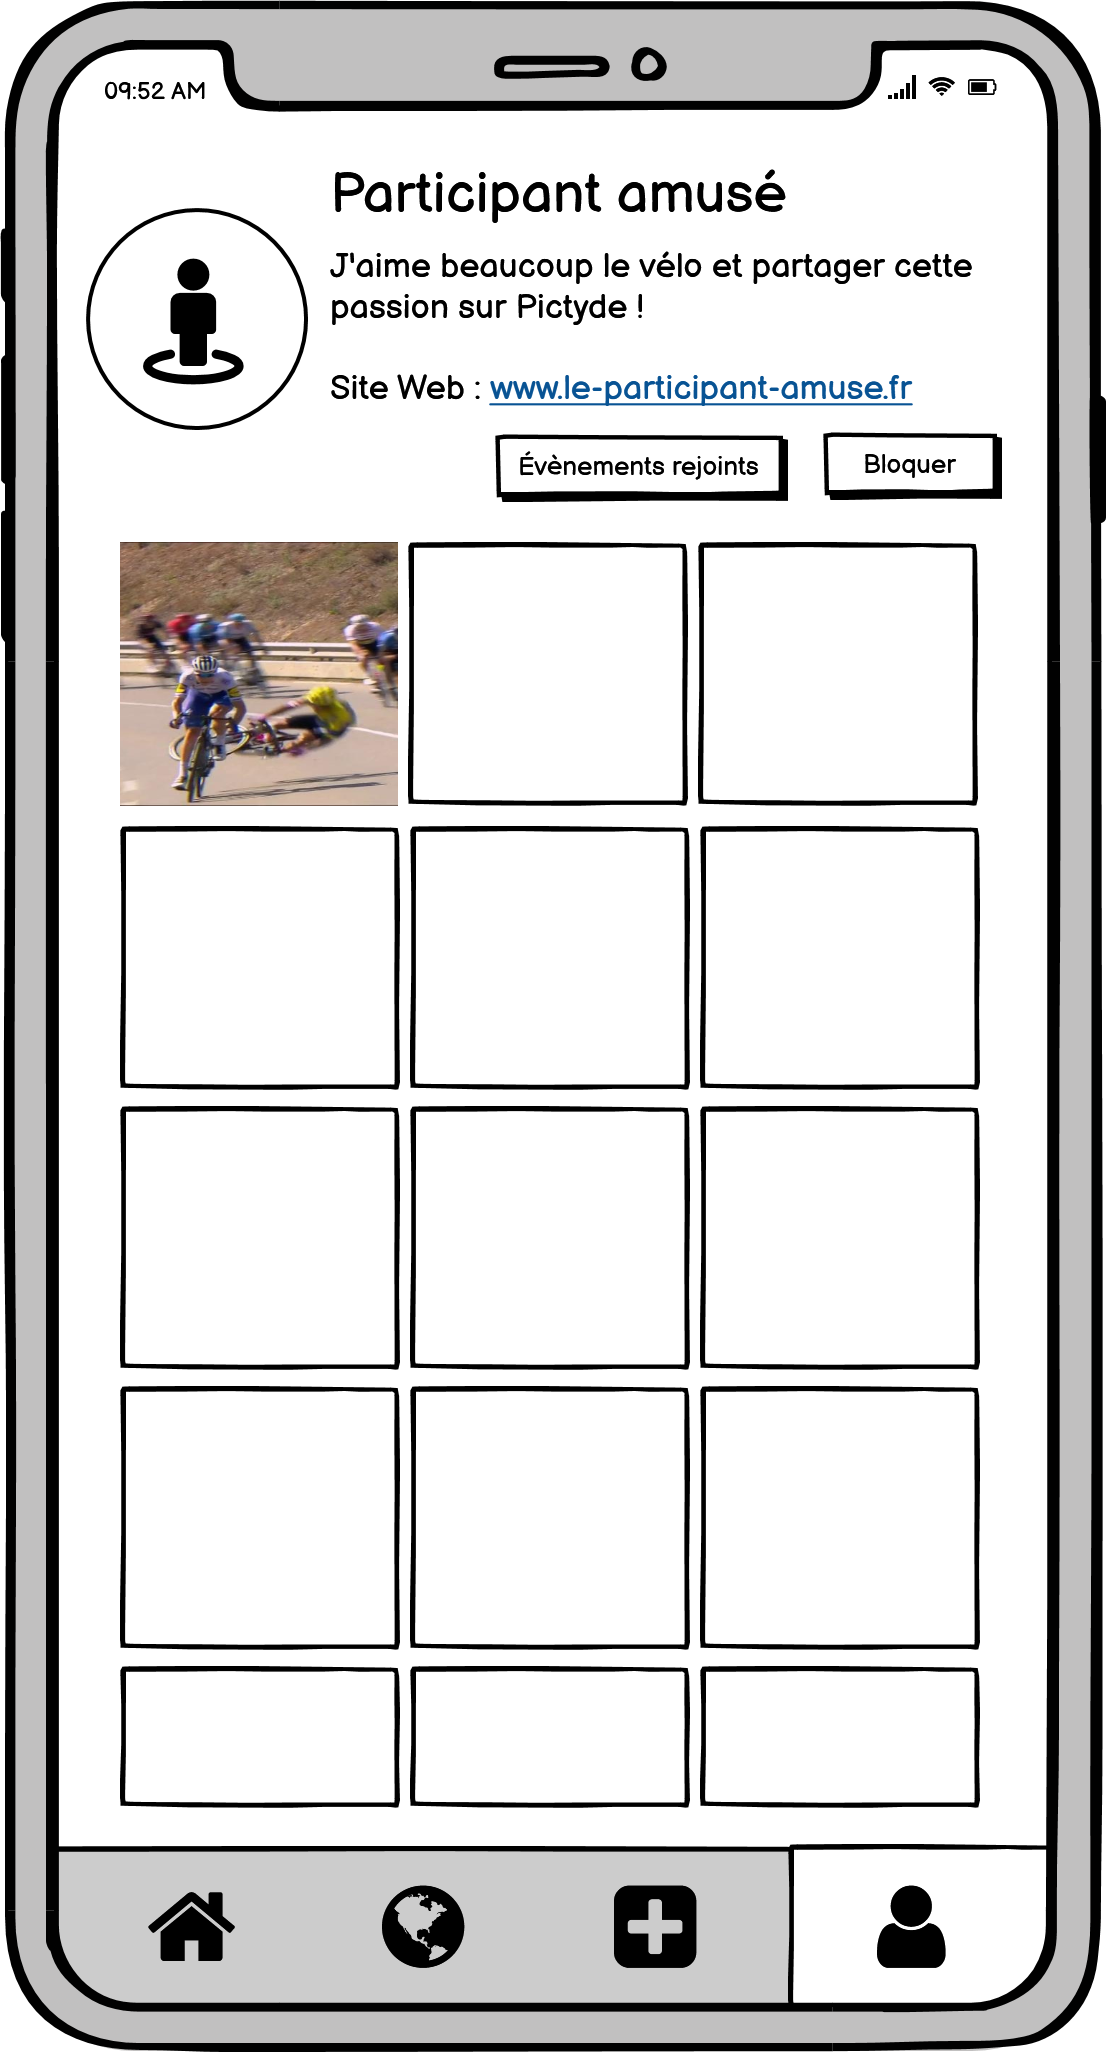 09:52 AM
Participant amusé
J'aime beaucoup le vélo et partager cette
passion sur Pictyde !
Site Web : www.le-participant-amuse.fr
Évènements rejoints
Bloquer